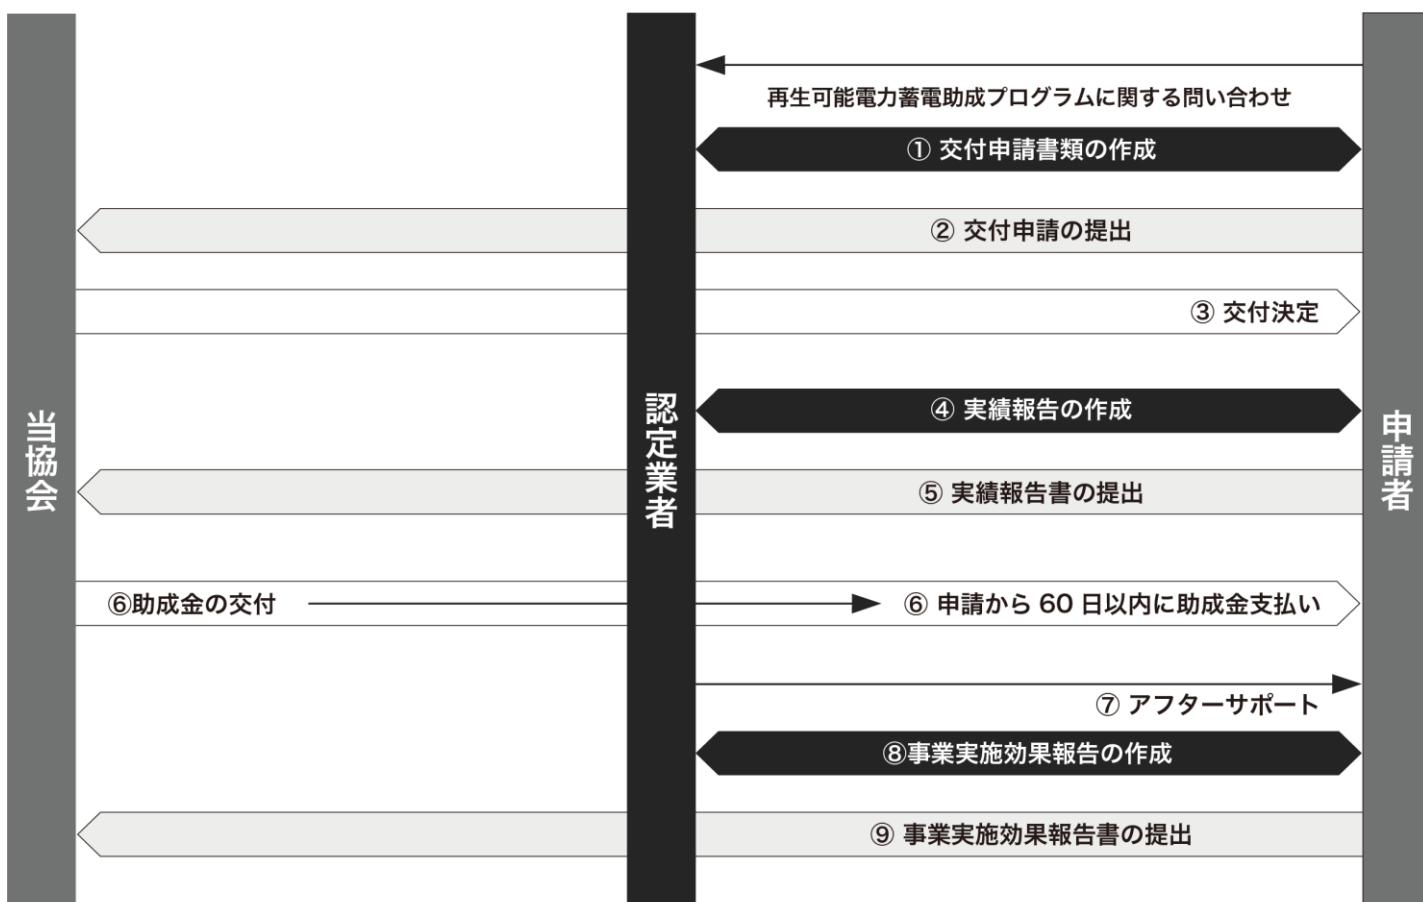 再生可能電力蓄電助成プログラムに関する問い合わせ
① 交付申請書類の作成
② 交付申請の提出
③ 交付決定
④ 実績報告の作成
当協会
認定業者
申請者
⑤ 実績報告書の提出
⑥助成金の交付
⑥ 申請から 60 日以内に助成金支払い
⑦ アフターサポート
⑧事業実施効果報告の作成
⑨ 事業実施効果報告書の提出